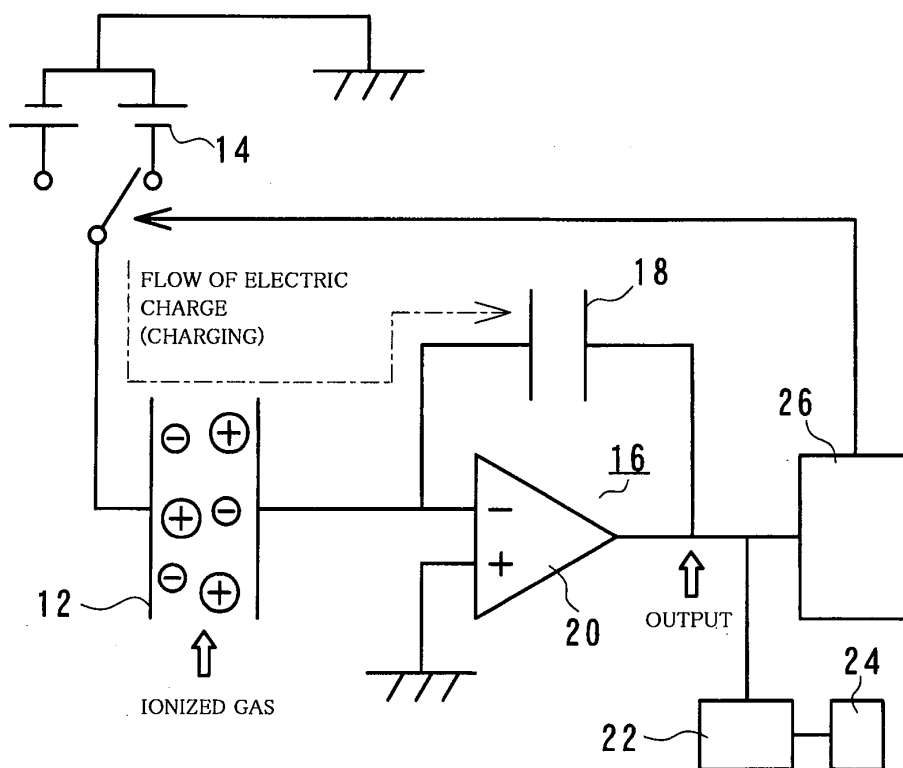 14
FLOW OF ELECTRIC
CHARGE
(CHARGING)
18
26
16
12
− +
+ −
− +
−
+
20
OUTPUT
IONIZED GAS
22
24